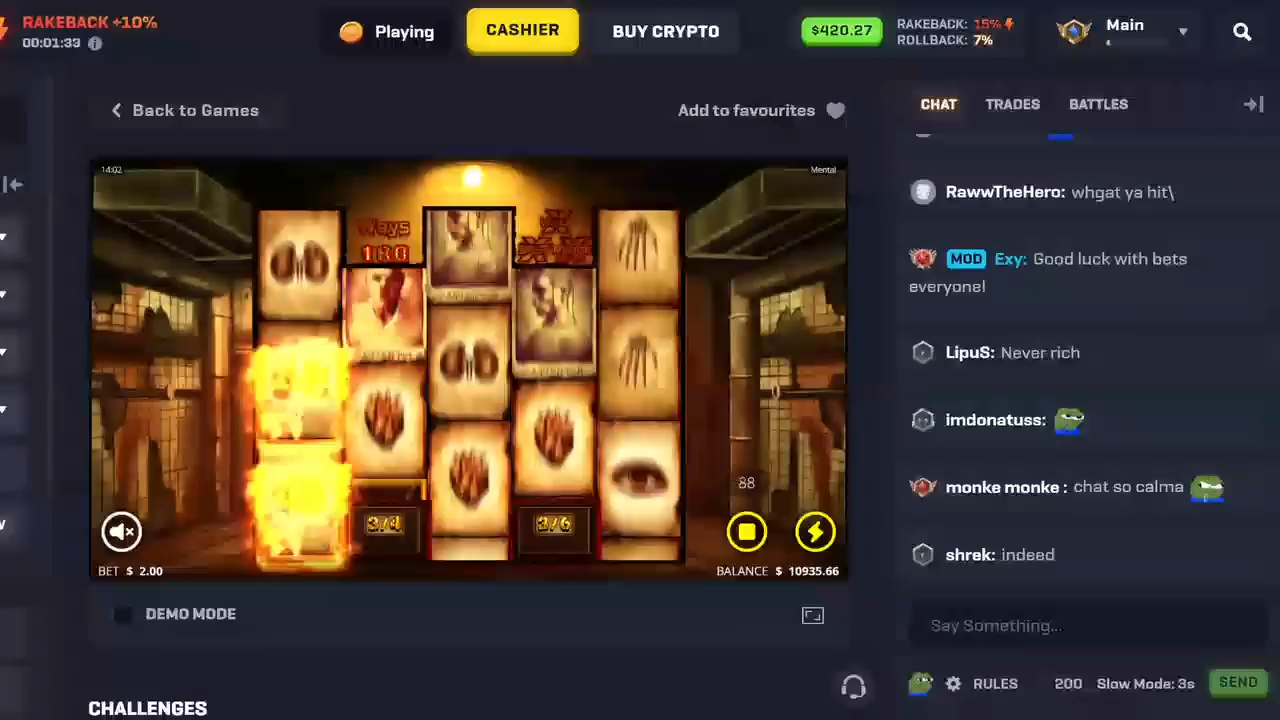 RAKEBACK +10%
00:01:33
Playing
CASHIER
BUY CRYPTO
$420.27
RAKEBACK: 15%
ROLLBACK: 7%
Main
Back to Games
Add to favourites
CHAT
TRADES
BATTLES
14:02
Mental
Ways
180
3/4
3/6
88
BET $ 2.00
BALANCE $ 10935.66
DEMO MODE
CHALLENGES
RawwTheHero: whgat ya hit\
MOD Exy: Good luck with bets
everyone!
LipuS: Never rich
imdonatuss:
monke monke : chat so calma
shrek: indeed
Say Something...
RULES
200
Slow Mode: 3s
SEND